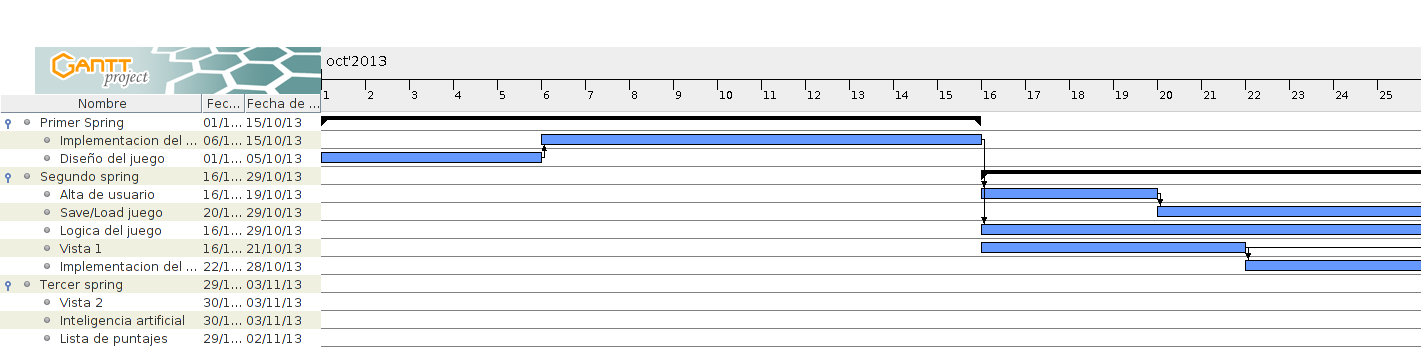 GANTT
project
oct'2013
1 2 3 4 5 6 7 8 9 10 11 12 13 14 15 16 17 18 19 20 21 22 23 24 25
Nombre Fec... Fecha de ...
Primer Spring 01/1... 15/10/13
Implementacion del ... 06/1... 15/10/13
Diseño del juego 01/1... 05/10/13
Segundo spring 16/1... 29/10/13
Alta de usuario 16/1... 19/10/13
Save/Load juego 20/1... 29/10/13
Logica del juego 16/1... 29/10/13
Vista 1 16/1... 21/10/13
Implementacion del ... 22/1... 28/10/13
Tercer spring 29/1... 03/11/13
Vista 2 30/1... 03/11/13
Inteligencia artificial 30/1... 03/11/13
Lista de puntajes 29/1... 02/11/13